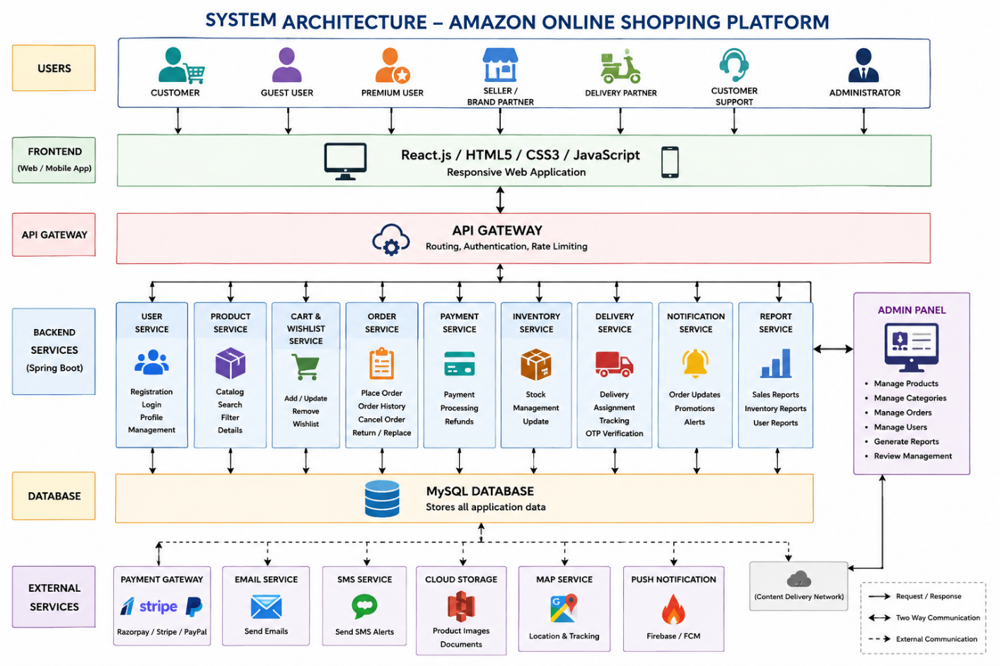 SYSTEM ARCHITECTURE – AMAZON ONLINE SHOPPING PLATFORM
USERS
CUSTOMER
GUEST USER
PREMIUM USER
SELLER /
BRAND PARTNER
DELIVERY PARTNER
CUSTOMER
SUPPORT
ADMINISTRATOR
FRONTEND
(Web / Mobile App)
React.js / HTML5 / CSS3 / JavaScript
Responsive Web Application
API GATEWAY
API GATEWAY
Routing, Authentication, Rate Limiting
BACKEND
SERVICES
(Spring Boot)
USER
SERVICE
Registration
Login
Profile
Management
PRODUCT
SERVICE
Catalog
Search
Filter
Details
CART &
WISHLIST
SERVICE
Add / Update
Remove
Wishlist
ORDER
SERVICE
Place Order
Order History
Cancel Order
Return / Replace
PAYMENT
SERVICE
Payment
Processing
Refunds
INVENTORY
SERVICE
Stock
Management
Update
DELIVERY
SERVICE
Delivery
Assignment
Tracking
OTP Verification
NOTIFICATION
SERVICE
Order Updates
Promotions
Alerts
REPORT
SERVICE
Sales Reports
Inventory Reports
User Reports
ADMIN PANEL
• Manage Products
• Manage Categories
• Manage Orders
• Manage Users
• Generate Reports
• Review Management
DATABASE
MySQL DATABASE
Stores all application data
EXTERNAL
SERVICES
PAYMENT GATEWAY
stripe
Razorpay / Stripe / PayPal
EMAIL SERVICE
Send Emails
SMS SERVICE
Send SMS Alerts
CLOUD STORAGE
Product Images
Documents
MAP SERVICE
G
Location & Tracking
PUSH NOTIFICATION
Firebase / FCM
(Content Delivery Network)
Request / Response
Two Way Communication
External Communication